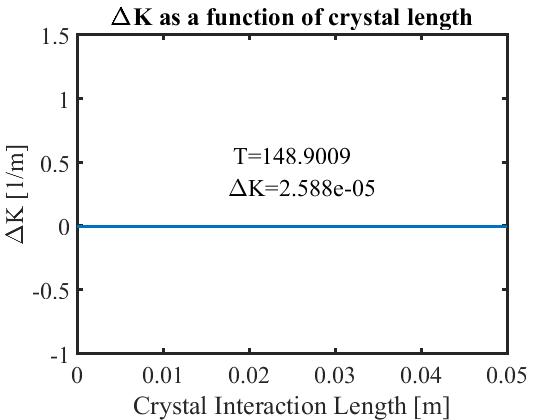 ΔK as a function of crystal length
1.5
1
0.5
0
-0.5
-1
ΔK [1/m]
T=148.9009
ΔK=2.588e-05
0 0.01 0.02 0.03 0.04 0.05
Crystal Interaction Length [m]